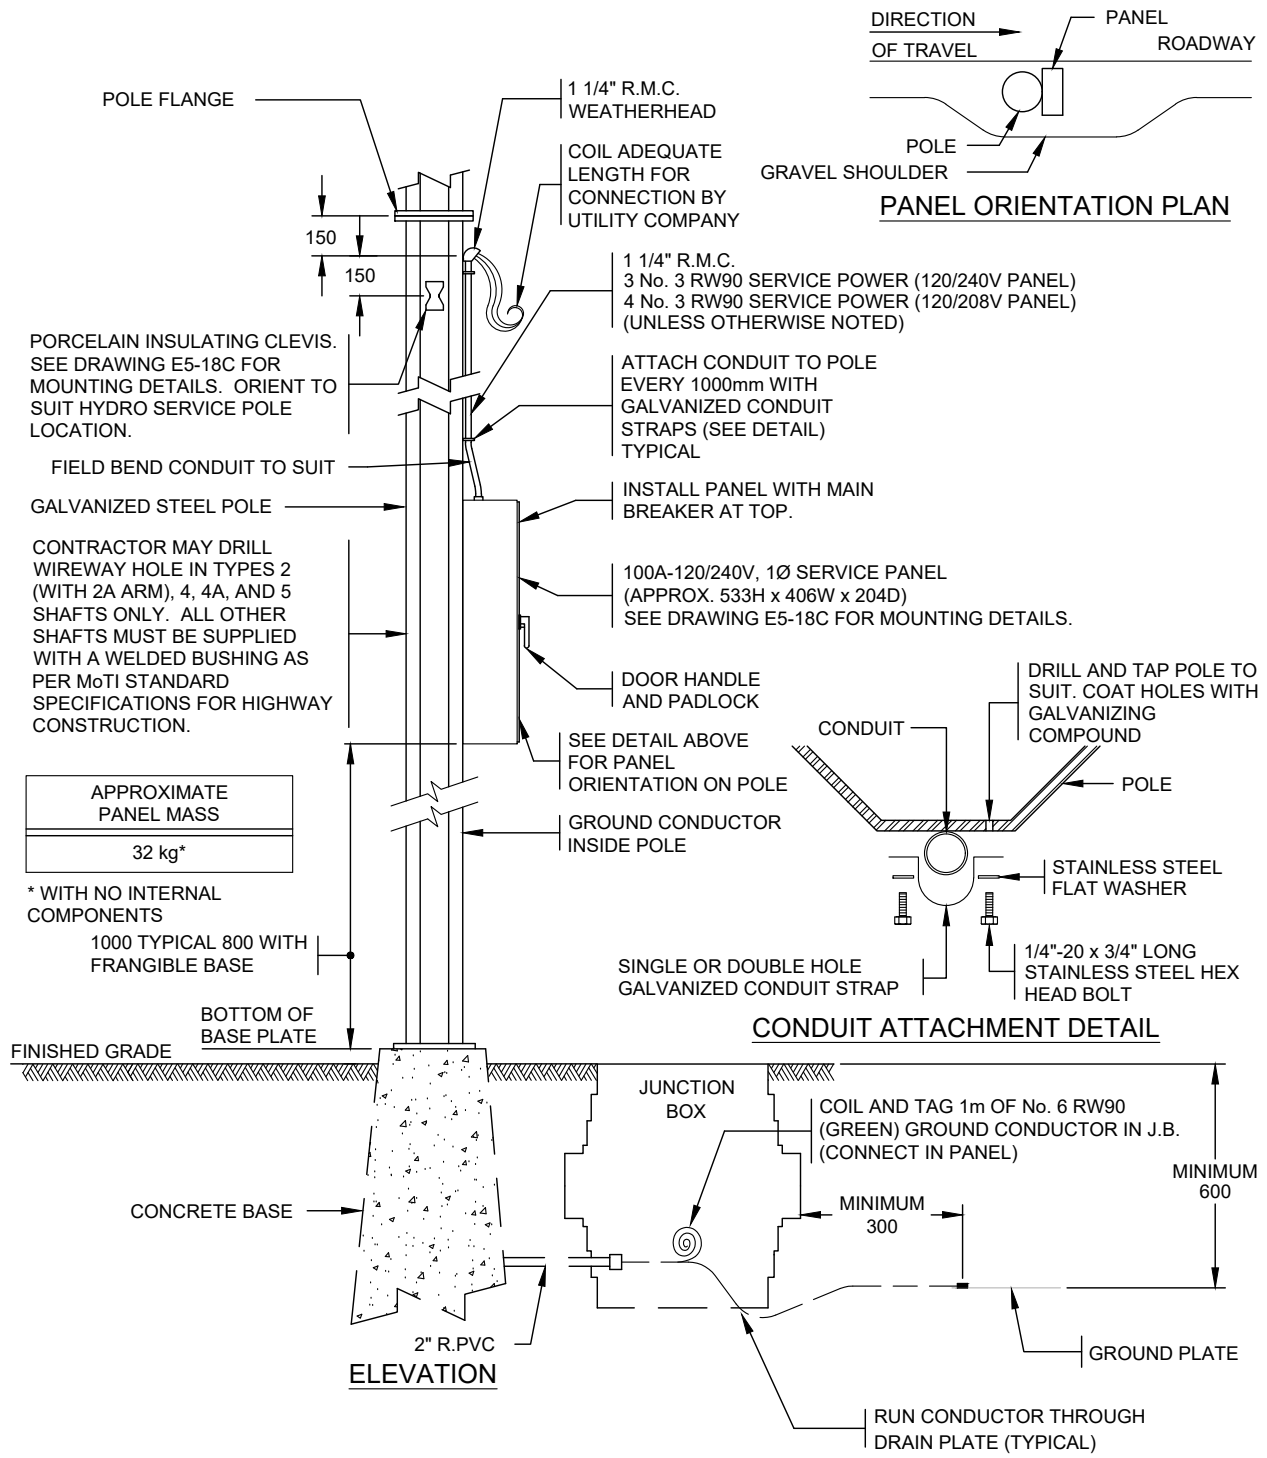 DIRECTION
OF TRAVEL
PANEL
ROADWAY
POLE
GRAVEL SHOULDER
PANEL ORIENTATION PLAN
POLE FLANGE
1 1/4" R.M.C.
WEATHERHEAD
COIL ADEQUATE
LENGTH FOR
CONNECTION BY
UTILITY COMPANY
150
150
1 1/4" R.M.C.
3 No. 3 RW90 SERVICE POWER (120/240V PANEL)
4 No. 3 RW90 SERVICE POWER (120/208V PANEL)
(UNLESS OTHERWISE NOTED)
PORCELAIN INSULATING CLEVIS.
SEE DRAWING E5-18C FOR
MOUNTING DETAILS. ORIENT TO
SUIT HYDRO SERVICE POLE
LOCATION.
ATTACH CONDUIT TO POLE
EVERY 1000mm WITH
GALVANIZED CONDUIT
STRAPS (SEE DETAIL)
TYPICAL
FIELD BEND CONDUIT TO SUIT
GALVANIZED STEEL POLE
INSTALL PANEL WITH MAIN
BREAKER AT TOP.
CONTRACTOR MAY DRILL
WIREWAY HOLE IN TYPES 2
(WITH 2A ARM), 4, 4A, AND 5
SHAFTS ONLY. ALL OTHER
SHAFTS MUST BE SUPPLIED
WITH A WELDED BUSHING AS
PER MoTI STANDARD
SPECIFICATIONS FOR HIGHWAY
CONSTRUCTION.
100A-120/240V, 1Ø SERVICE PANEL
(APPROX. 533H x 406W x 204D)
SEE DRAWING E5-18C FOR MOUNTING DETAILS.
DOOR HANDLE
AND PADLOCK
SEE DETAIL ABOVE
FOR PANEL
ORIENTATION ON POLE
GROUND CONDUCTOR
INSIDE POLE
DRILL AND TAP POLE TO
SUIT. COAT HOLES WITH
GALVANIZING
COMPOUND
CONDUIT
POLE
STAINLESS STEEL
FLAT WASHER
1/4"-20 x 3/4" LONG
STAINLESS STEEL HEX
HEAD BOLT
SINGLE OR DOUBLE HOLE
GALVANIZED CONDUIT STRAP
CONDUIT ATTACHMENT DETAIL
APPROXIMATE
PANEL MASS
32 kg*
* WITH NO INTERNAL
COMPONENTS
1000 TYPICAL 800 WITH
FRANGIBLE BASE
BOTTOM OF
BASE PLATE
FINISHED GRADE
JUNCTION
BOX
COIL AND TAG 1m OF No. 6 RW90
(GREEN) GROUND CONDUCTOR IN J.B.
(CONNECT IN PANEL)
MINIMUM
600
MINIMUM
300
CONCRETE BASE
2" R.PVC
ELEVATION
GROUND PLATE
RUN CONDUCTOR THROUGH
DRAIN PLATE (TYPICAL)